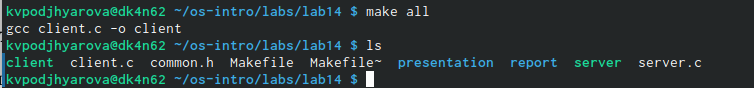 kvpodjhyarova@dk4n62 ~/os-intro/labs/lab14 $ make all
gcc client.c -o client
kvpodjhyarova@dk4n62 ~/os-intro/labs/lab14 $ ls
client  client.c  common.h  Makefile  Makefile~  presentation  report  server  server.c
kvpodjhyarova@dk4n62 ~/os-intro/labs/lab14 $